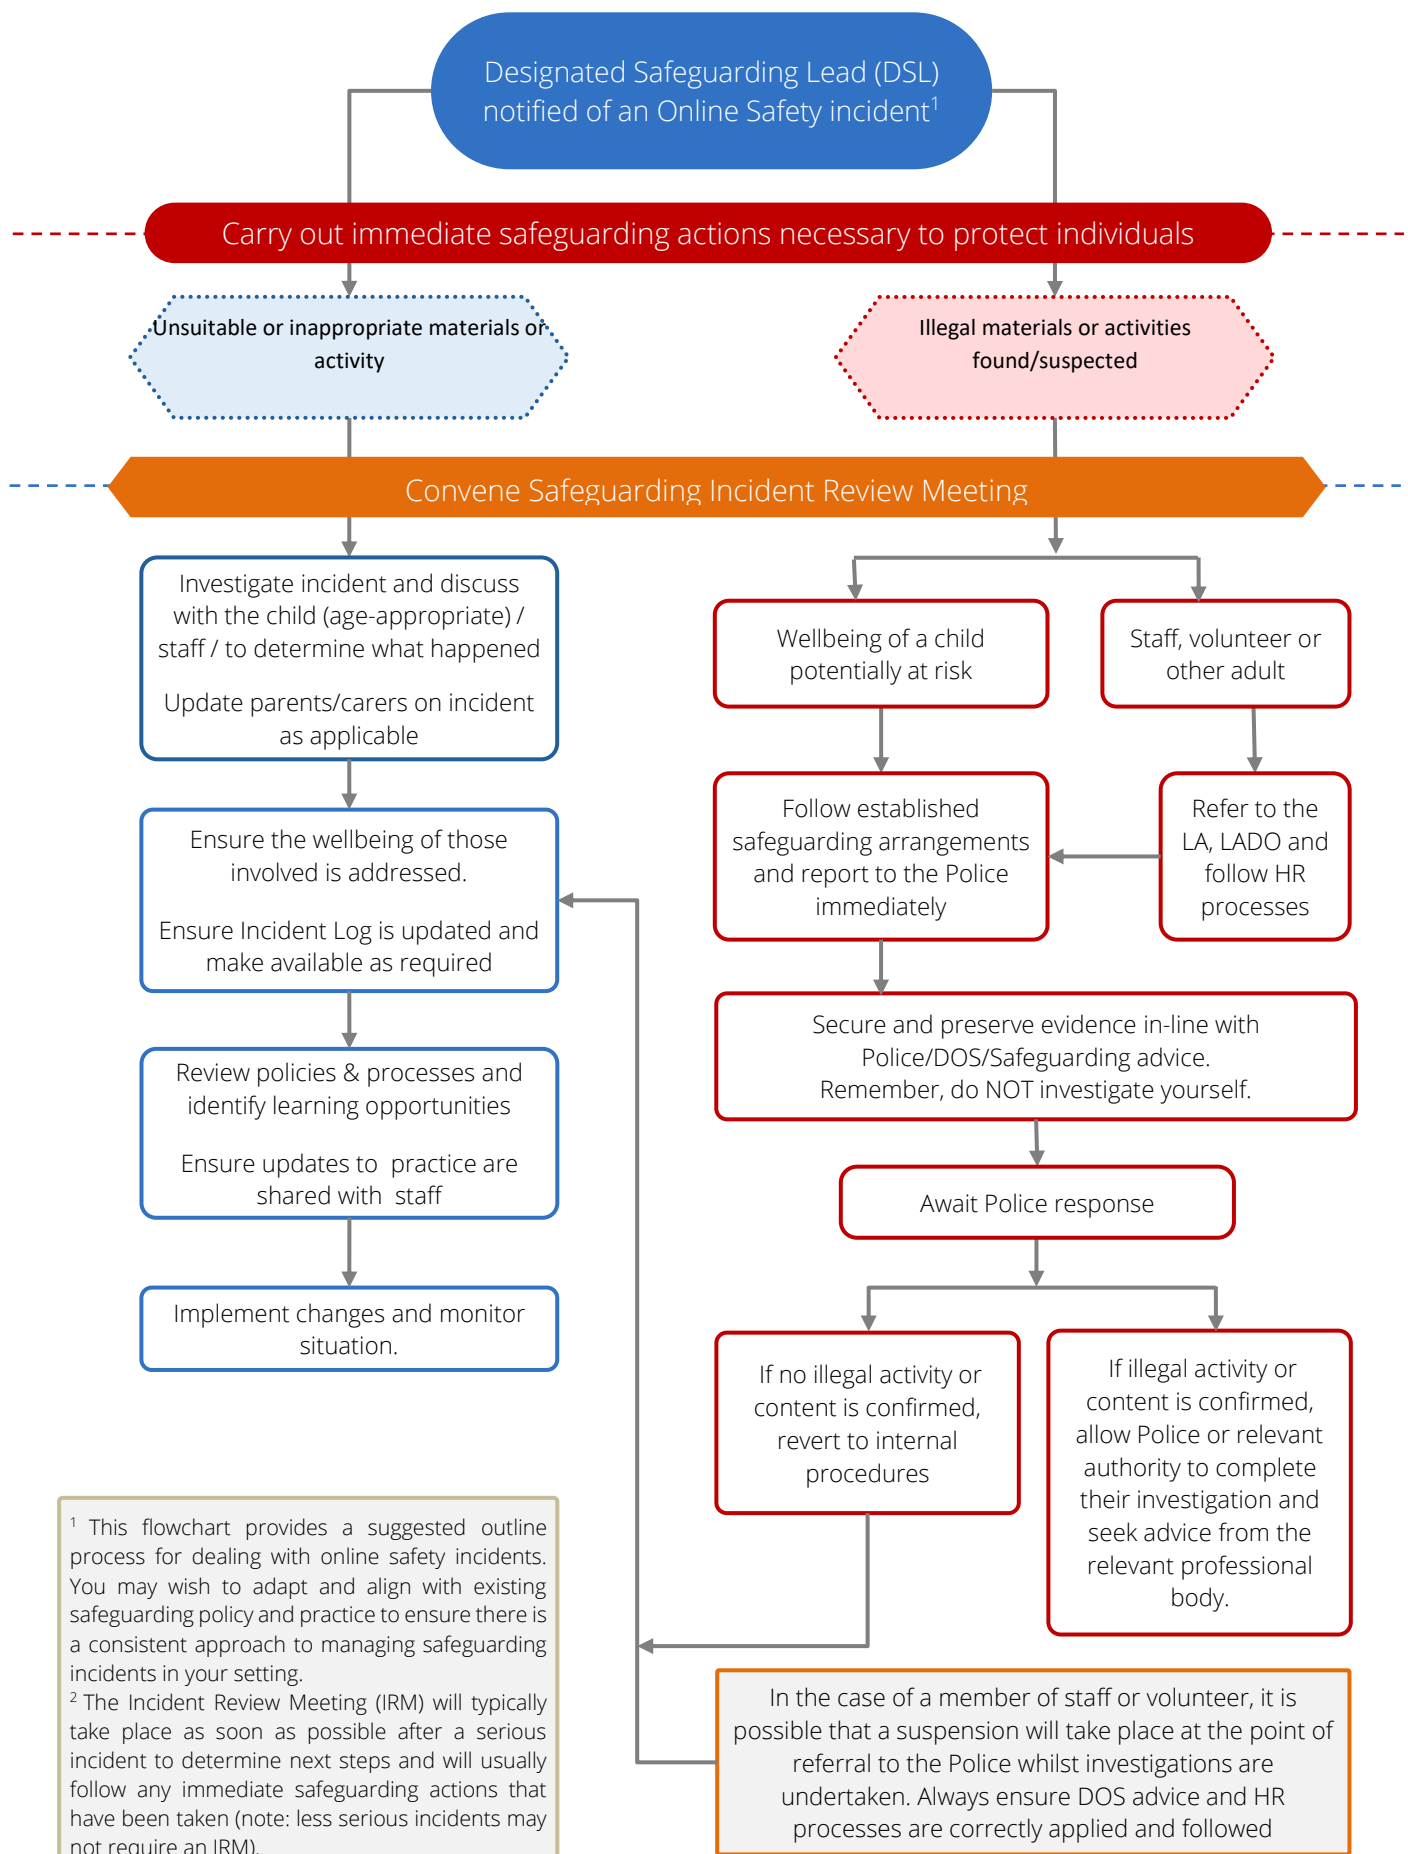 Designated Safeguarding Lead (DSL)
notified of an Online Safety incident¹
Carry out immediate safeguarding actions necessary to protect individuals
Unsuitable or inappropriate materials or
activity
Illegal materials or activities
found/suspected
Convene Safeguarding Incident Review Meeting
Investigate incident and discuss
with the child (age-appropriate) /
staff / to determine what happened
Update parents/carers on incident
as applicable
Ensure the wellbeing of those
involved is addressed.
Ensure Incident Log is updated and
make available as required
Review policies & processes and
identify learning opportunities
Ensure updates to  practice are
shared with  staff
Implement changes and monitor
situation.
Wellbeing of a child
potentially at risk
Staff, volunteer or
other adult
Follow established
safeguarding arrangements
and report to the Police
immediately
Refer to the
LA, LADO and
follow HR
processes
Secure and preserve evidence in-line with
Police/DOS/Safeguarding advice.
Remember, do NOT investigate yourself.
Await Police response
If no illegal activity or
content is confirmed,
revert to internal
procedures
If illegal activity or
content is confirmed,
allow Police or relevant
authority to complete
their investigation and
seek advice from the
relevant professional
body.
¹ This flowchart provides a suggested outline
process for dealing with online safety incidents.
You may wish to adapt and align with existing
safeguarding policy and practice to ensure there is
a consistent approach to managing safeguarding
incidents in your setting.
² The Incident Review Meeting (IRM) will typically
take place as soon as possible after a serious
incident to determine next steps and will usually
follow any immediate safeguarding actions that
have been taken (note: less serious incidents may
not require an IRM).
In the case of a member of staff or volunteer, it is
possible that a suspension will take place at the point of
referral to the Police whilst investigations are
undertaken. Always ensure DOS advice and HR
processes are correctly applied and followed